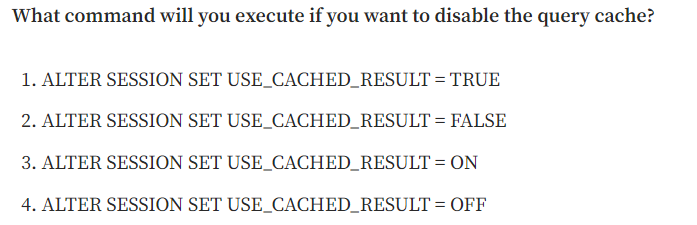 What command will you execute if you want to disable the query cache?
1. ALTER SESSION SET USE_CACHED_RESULT = TRUE
2. ALTER SESSION SET USE_CACHED_RESULT = FALSE
3. ALTER SESSION SET USE_CACHED_RESULT = ON
4. ALTER SESSION SET USE_CACHED_RESULT = OFF